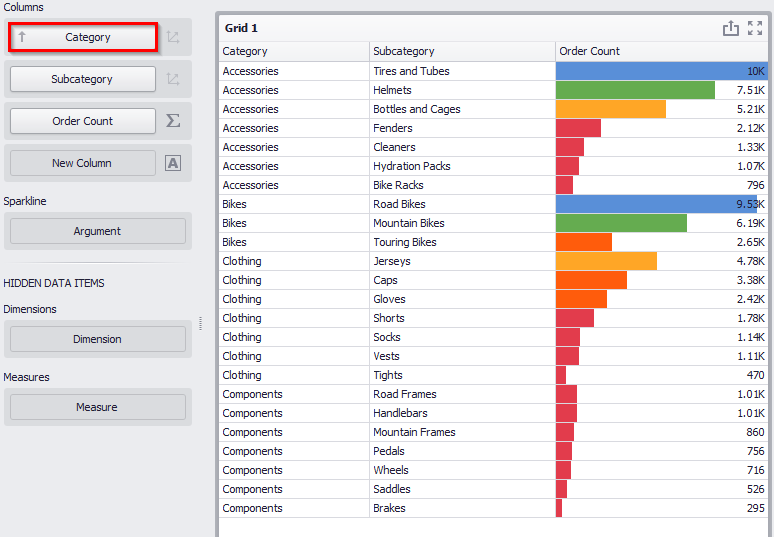 Columns
Category
Subcategory
Order Count
Σ
New Column
A
Sparkline
Argument
HIDDEN DATA ITEMS
Dimensions
Dimension
Measures
Measure
Grid 1
Category Subcategory Order Count
Accessories Tires and Tubes 10K
Accessories Helmets 7.51K
Accessories Bottles and Cages 5.21K
Accessories Fenders 2.12K
Accessories Cleaners 1.33K
Accessories Hydration Packs 1.07K
Accessories Bike Racks 796
Bikes Road Bikes 9.53K
Bikes Mountain Bikes 6.19K
Bikes Touring Bikes 2.65K
Clothing Jerseys 4.78K
Clothing Caps 3.38K
Clothing Gloves 2.42K
Clothing Shorts 1.78K
Clothing Socks 1.14K
Clothing Vests 1.11K
Clothing Tights 470
Components Road Frames 1.01K
Components Handlebars 1.01K
Components Mountain Frames 860
Components Pedals 756
Components Wheels 716
Components Saddles 526
Components Brakes 295